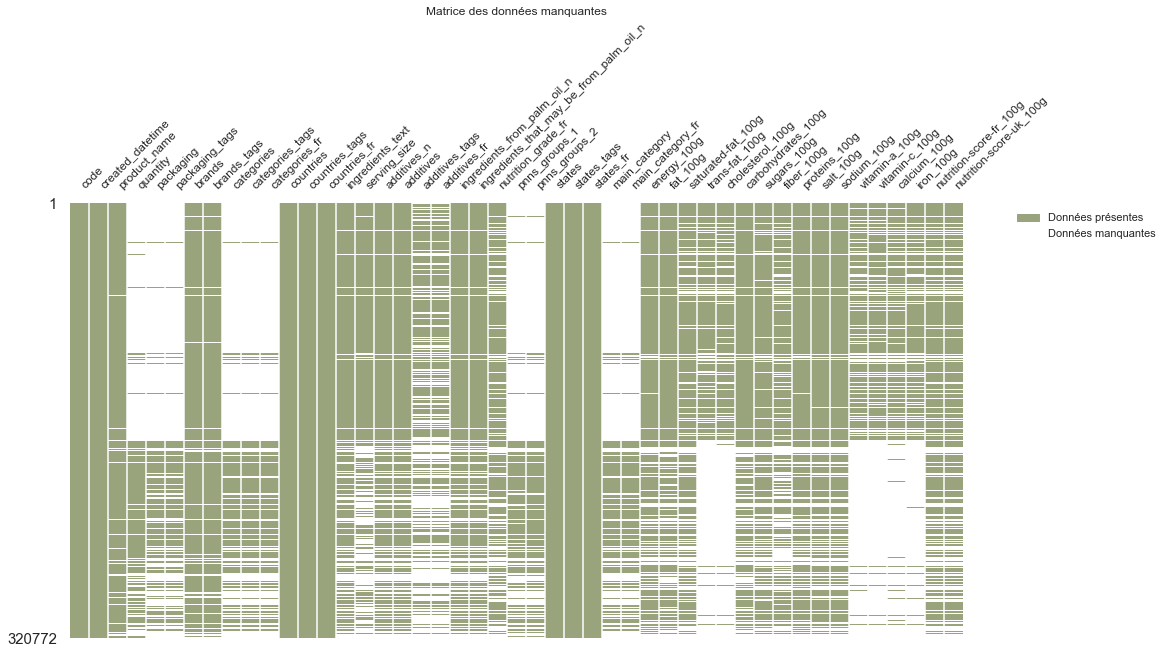 Matrice des données manquantes
code
created_datetime
product_name
quantity
packaging
packaging_tags
brands
brands_tags
categories
categories_tags
categories_fr
countries
countries_tags
countries_fr
ingredients_text
serving_size
additives_n
additives
additives_tags
additives_fr
ingredients_from_palm_oil_n
ingredients_that_may_be_from_palm_oil_n
nutrition_grade_fr
pnns_groups_1
pnns_groups_2
states
states_tags
states_fr
main_category
main_category_fr
energy_100g
fat_100g
saturated-fat_100g
trans-fat_100g
cholesterol_100g
carbohydrates_100g
sugars_100g
fiber_100g
proteins_100g
salt_100g
sodium_100g
vitamin-a_100g
vitamin-c_100g
calcium_100g
iron_100g
nutrition-score-fr_100g
nutrition-score-uk_100g
1
Données présentes
Données manquantes
320772